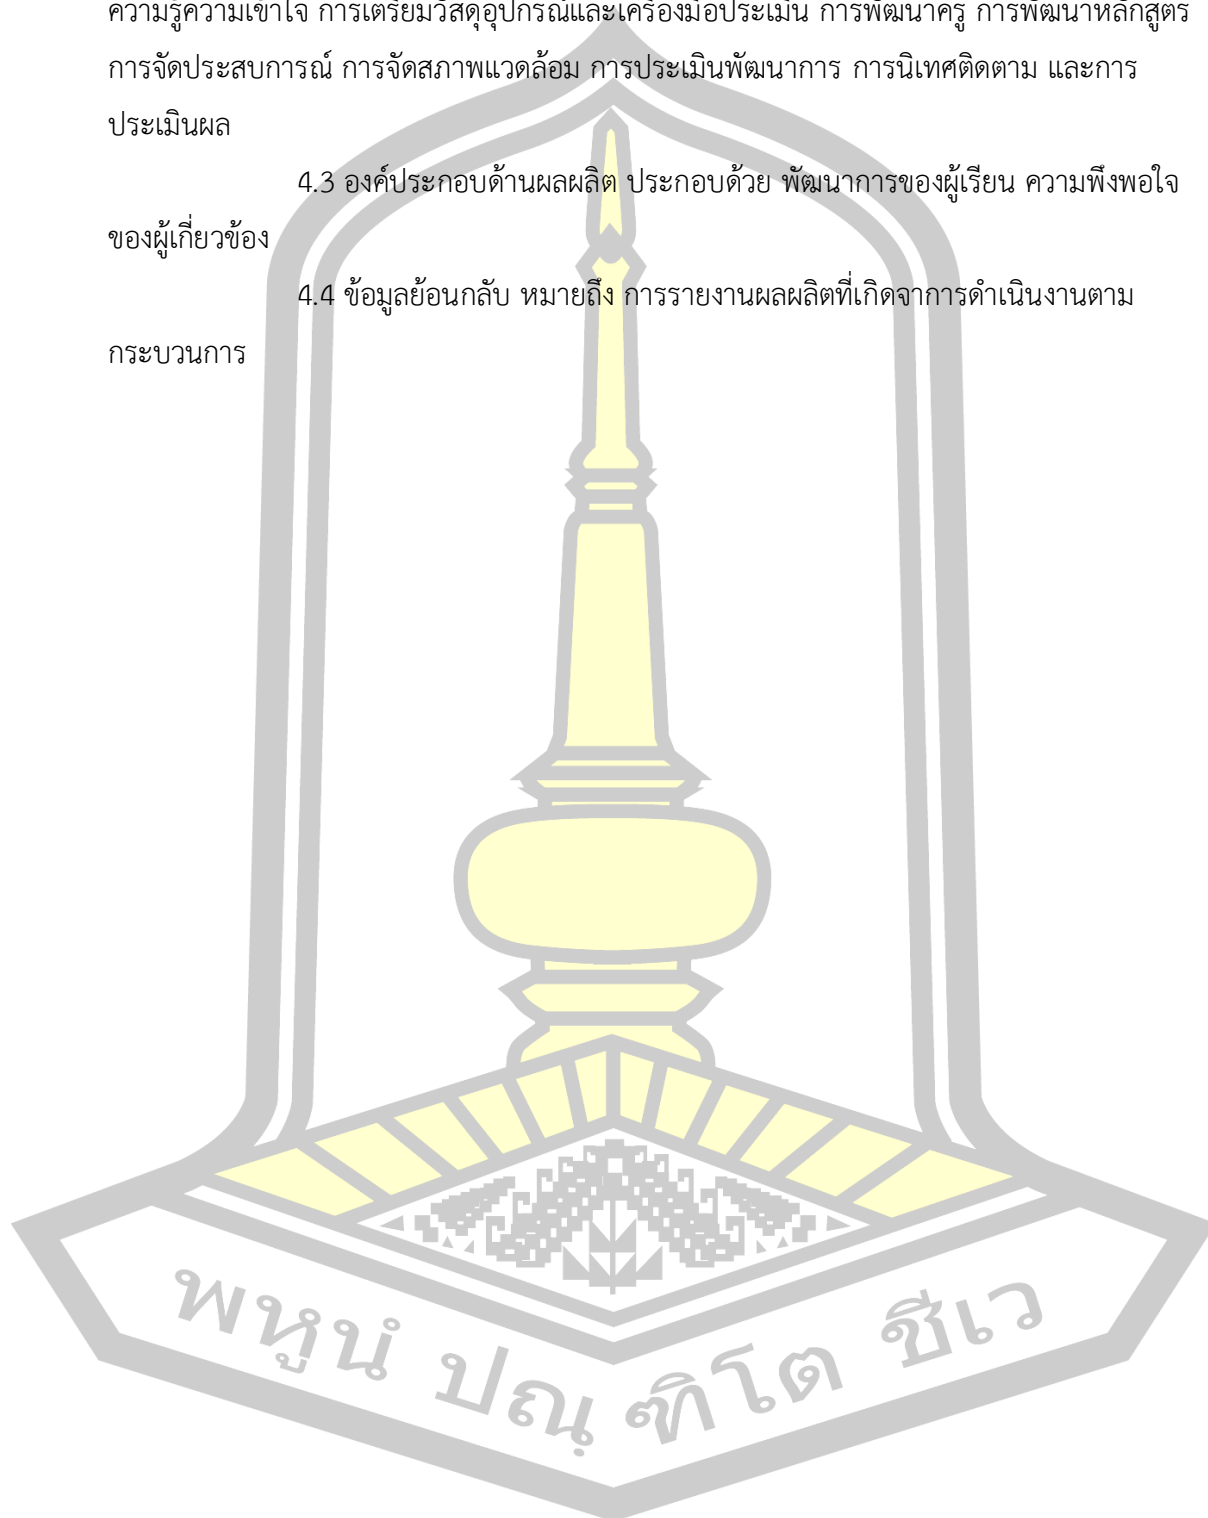 ความรู้ความเข้าใจ การเตรียมวัสดุอุปกรณ์และเครื่องมือประเมิน การพัฒนาครู การพัฒนาหลักสูตร
การจัดประสบการณ์ การจัดสภาพแวดล้อม การประเมินพัฒนาการ การนิเทศติดตาม และการ
ประเมินผล
4.3 องค์ประกอบด้านผลผลิต ประกอบด้วย พัฒนาการของผู้เรียน ความพึงพอใจ
ของผู้เกี่ยวข้อง
4.4 ข้อมูลย้อนกลับ หมายถึง การรายงานผลผลิตที่เกิดจาการดำเนินงานตาม
กระบวนการ
พหูนํ ปณฺฑิโต ชีเว